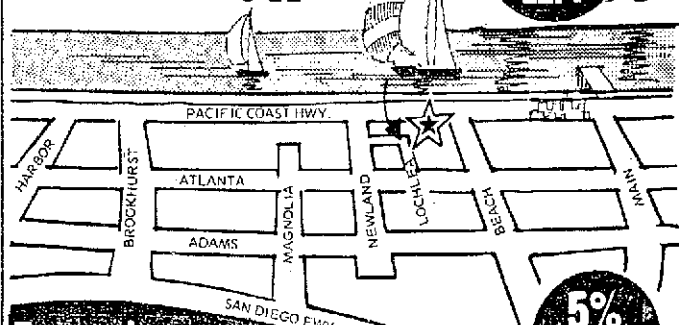 PACIFIC COAST HWY.
HARBOR
BROCKHURST
ATLANTA
MAGNOLIA
NEWLAND
LOCHLEA
BEACH
MAIN
ADAMS
SAN DIEGO FWY.
5%